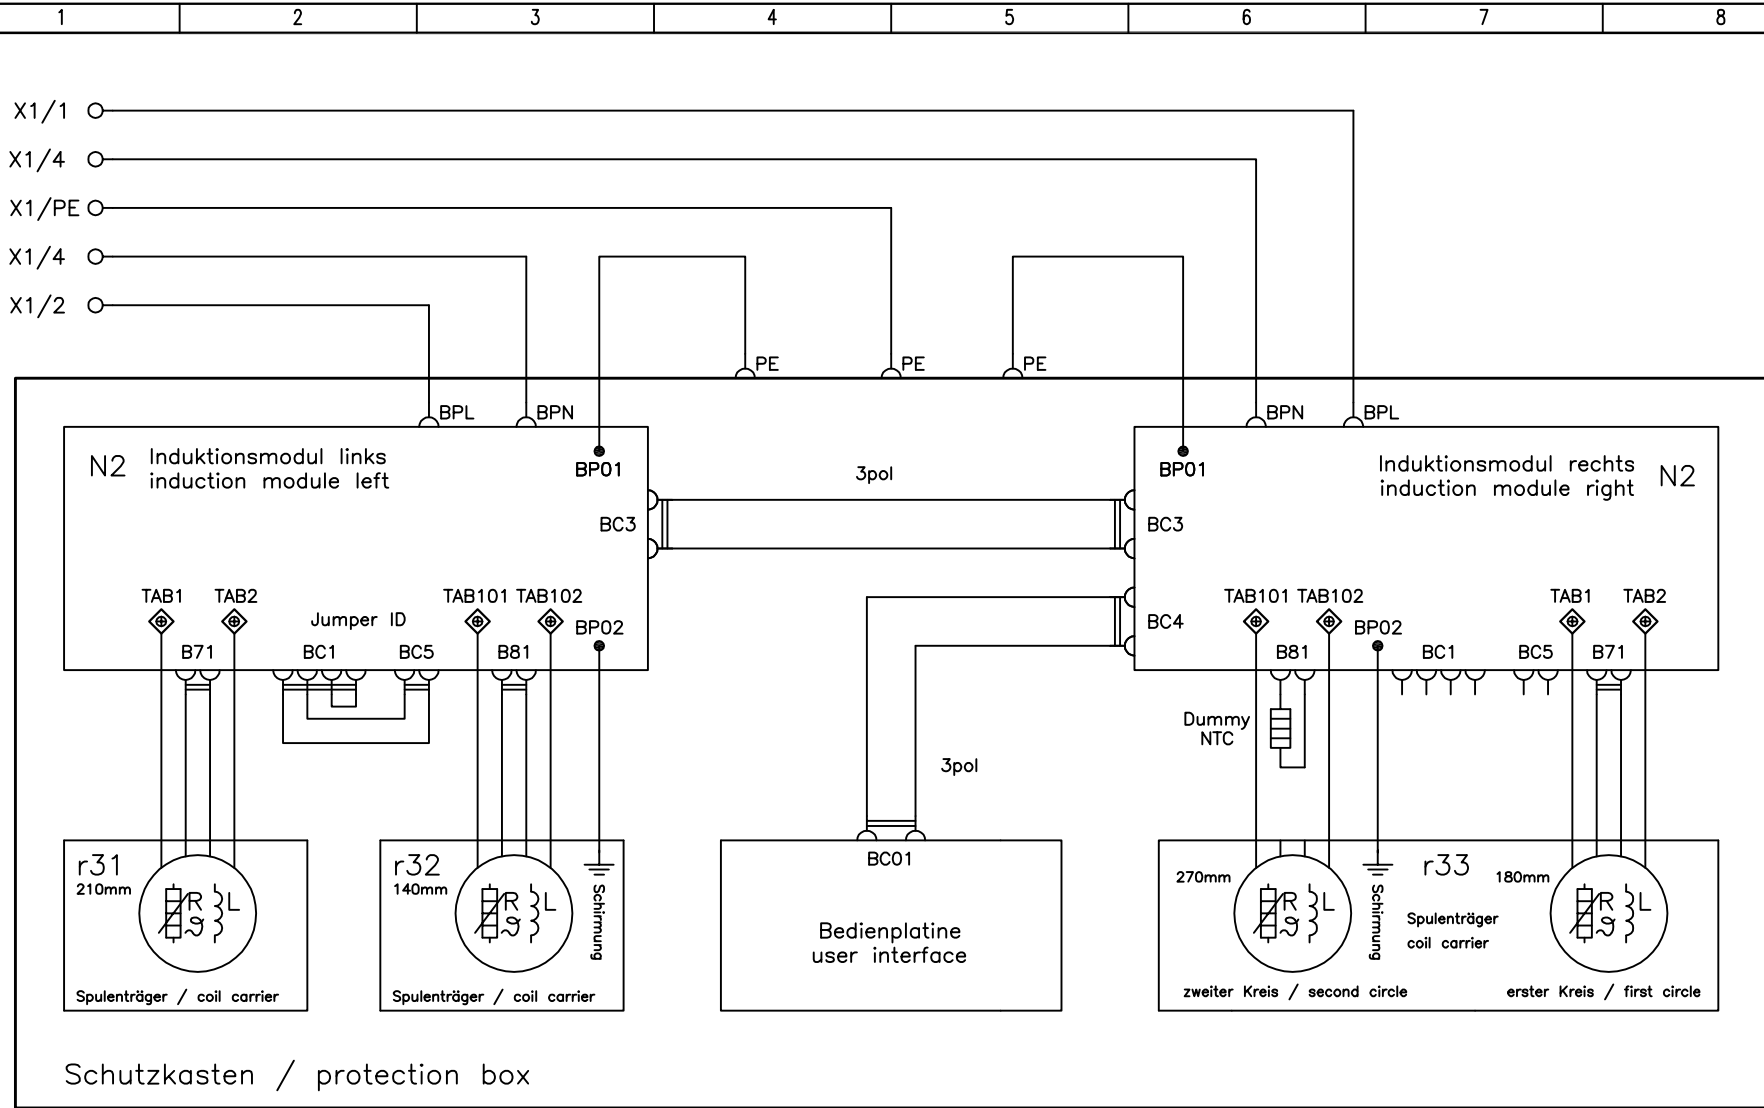 1 2 3 4 5 6 7 8
X1/1
X1/4
X1/PE
X1/4
X1/2
PE PE PE
BPL BPN BPN BPL
N2 Induktionsmodul links
induction module left
BP01
BC3
TAB1 TAB2
Jumper ID
TAB101 TAB102
BP02
B71 BC1 BC5 B81
3pol
BP01
Induktionsmodul rechts N2
induction module right
BC3
BC4
TAB101 TAB102
BP02
TAB1 TAB2
B81 BC1 BC5 B71
Dummy
NTC
3pol
r31
210mm
R L
ϑ
Spulenträger / coil carrier
r32
140mm
R L
ϑ
Schirmung
Spulenträger / coil carrier
BC01
Bedienplatine
user interface
270mm
R L
ϑ
Schirmung
r33
Spulenträger
coil carrier
180mm
R L
ϑ
zweiter Kreis / second circle
erster Kreis / first circle
Schutzkasten / protection box